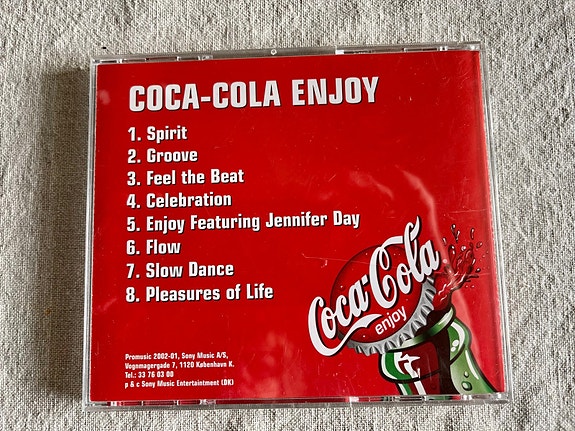 COCA-COLA ENJOY
1. Spirit
2. Groove
3. Feel the Beat
4. Celebration
5. Enjoy Featuring Jennifer Day
6. Flow
7. Slow Dance
8. Pleasures of Life
Coca-Cola
enjoy
Promusic 2002-01, Sony Music A/S,
Vognmagergade 7, 1120 København K.
Tel.: 33 76 03 00
p & c Sony Music Entertaintment (DK)